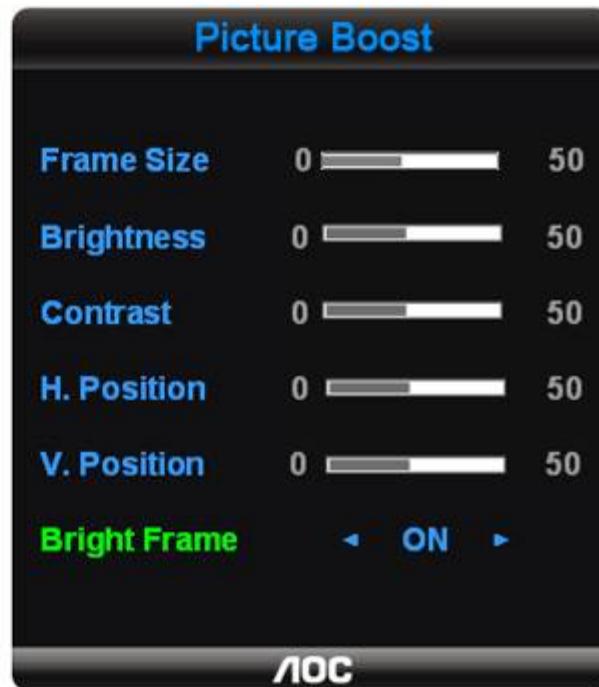 Picture Boost
Frame Size 0 50
Brightness 0 50
Contrast 0 50
H. Position 0 50
V. Position 0 50
Bright Frame ◄ ON ►
AOC